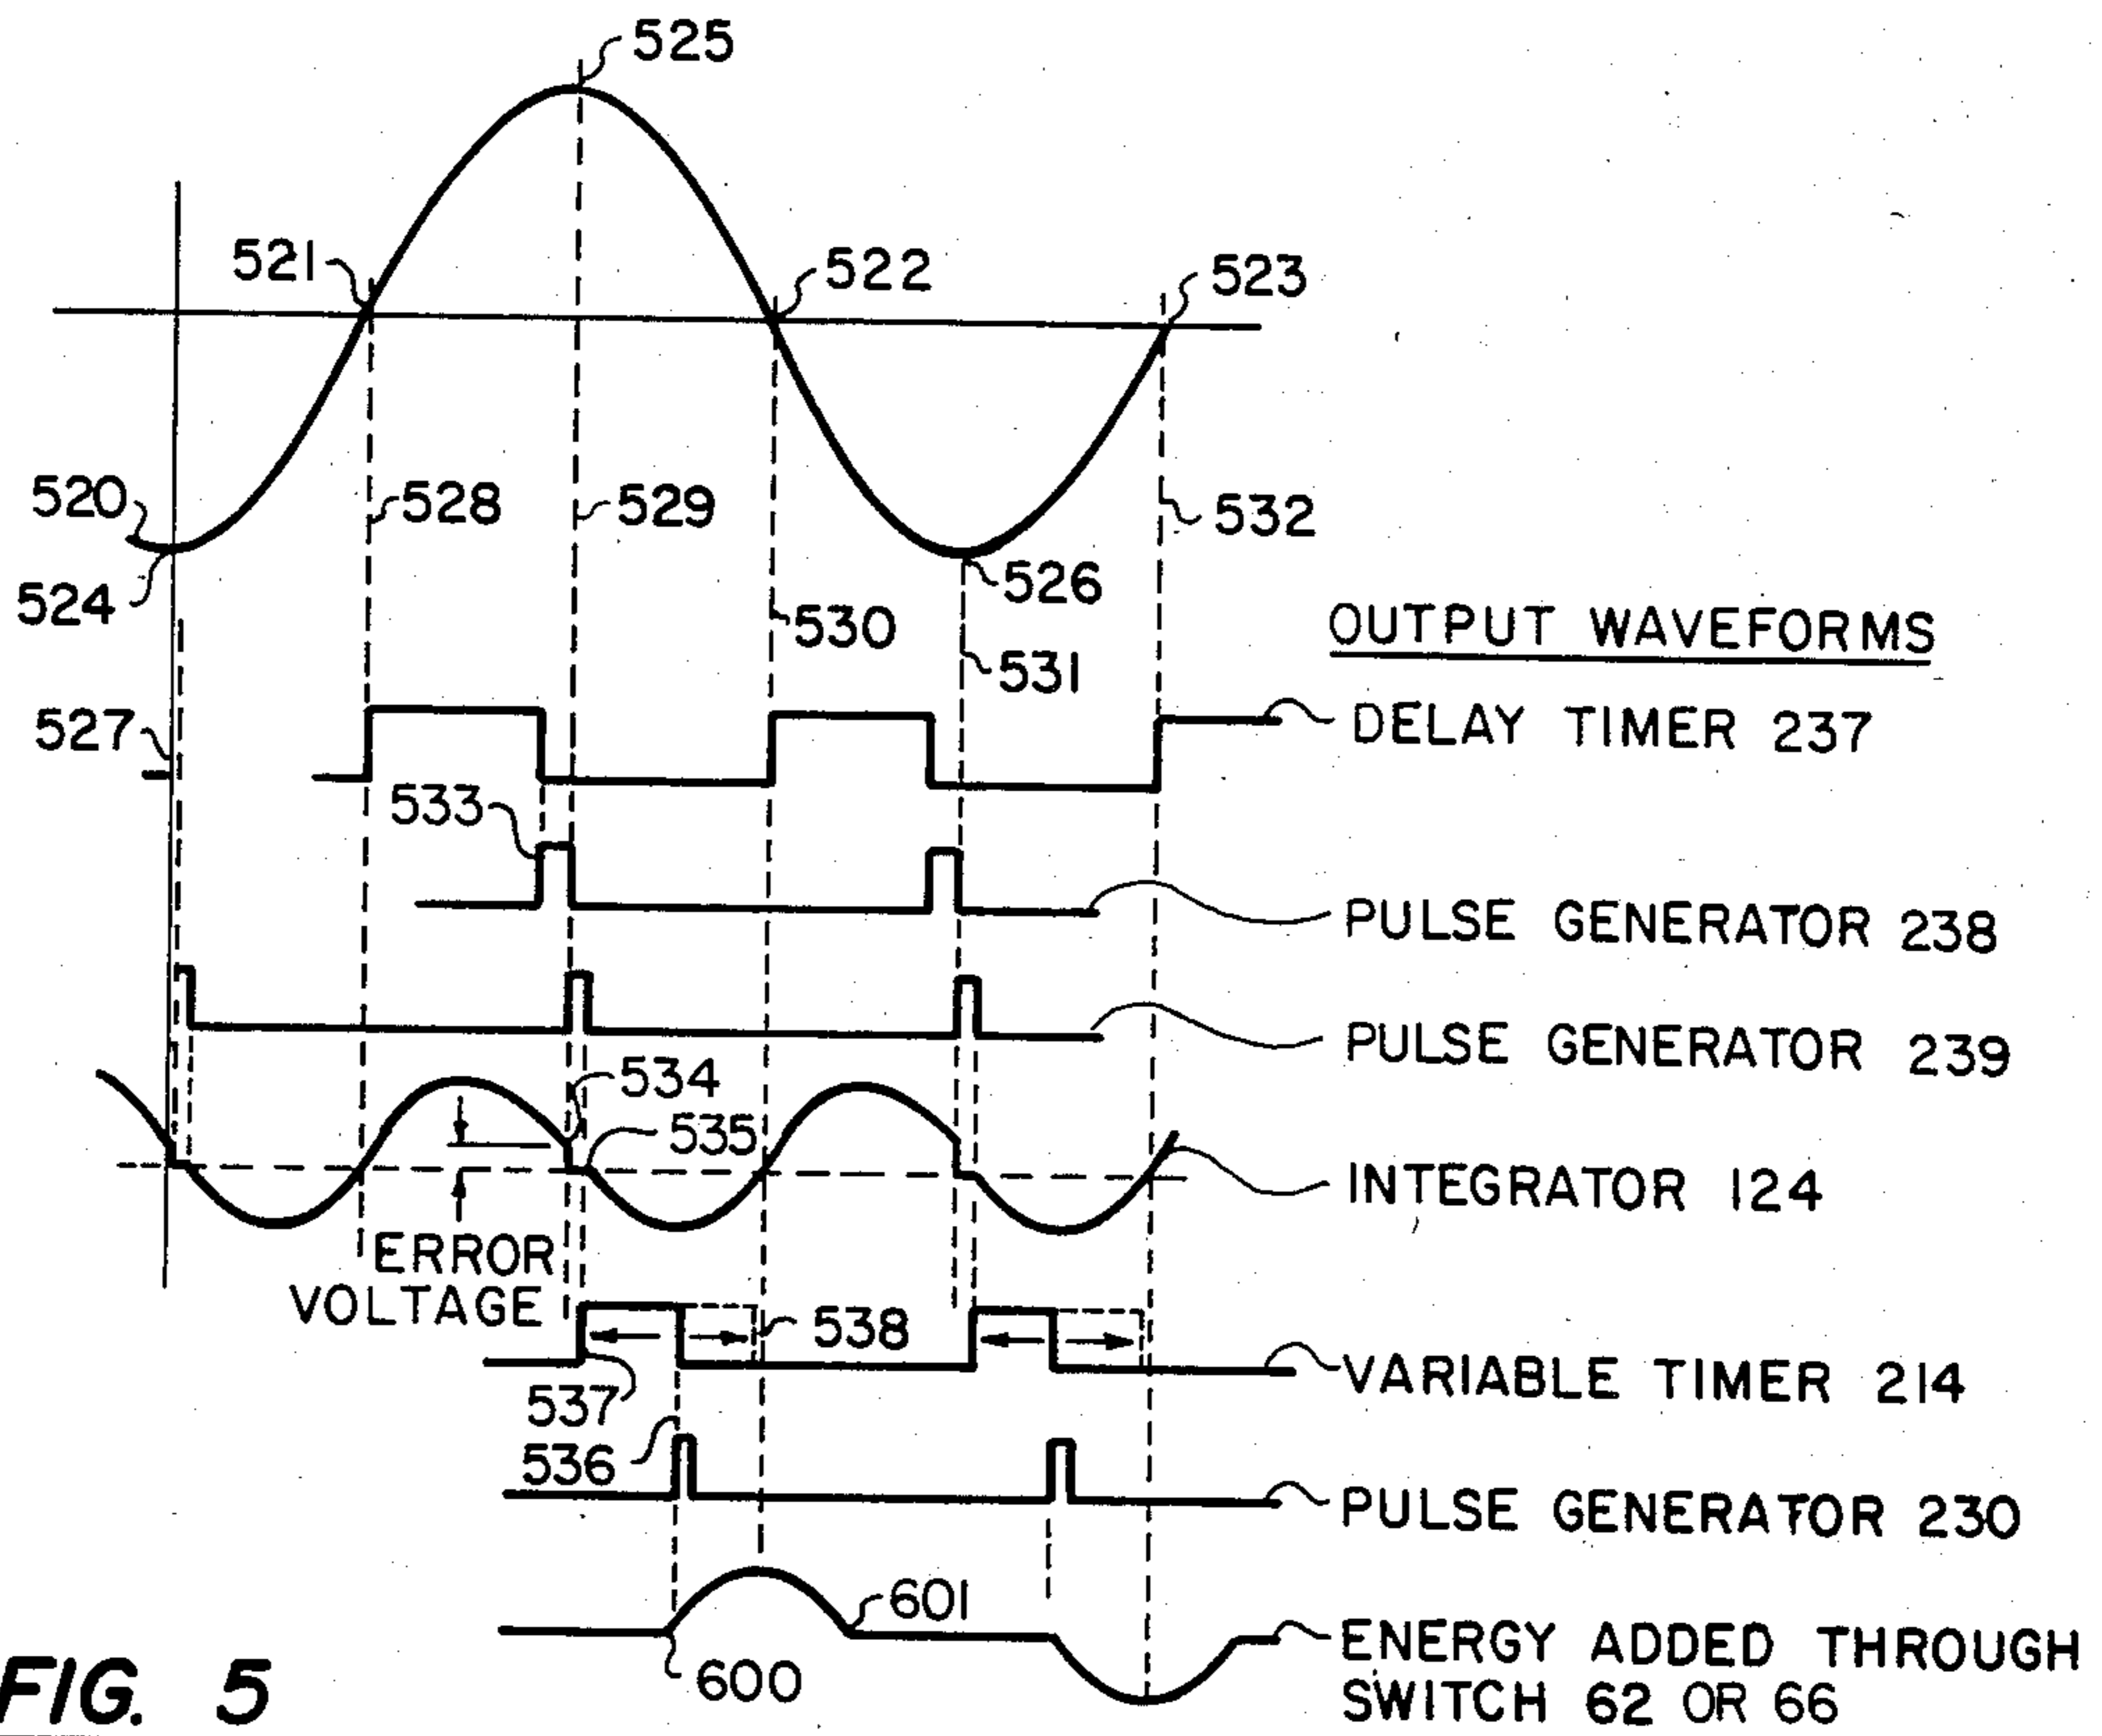 525
521
522
523
520
528
529
532
524
526
530
531
OUTPUT WAVEFORMS
527
DELAY TIMER 237
533
PULSE GENERATOR 238
PULSE GENERATOR 239
534
535
INTEGRATOR 124
ERROR
VOLTAGE
538
537
VARIABLE TIMER 214
536
PULSE GENERATOR 230
601
600
ENERGY ADDED THROUGH
SWITCH 62 OR 66
FIG. 5